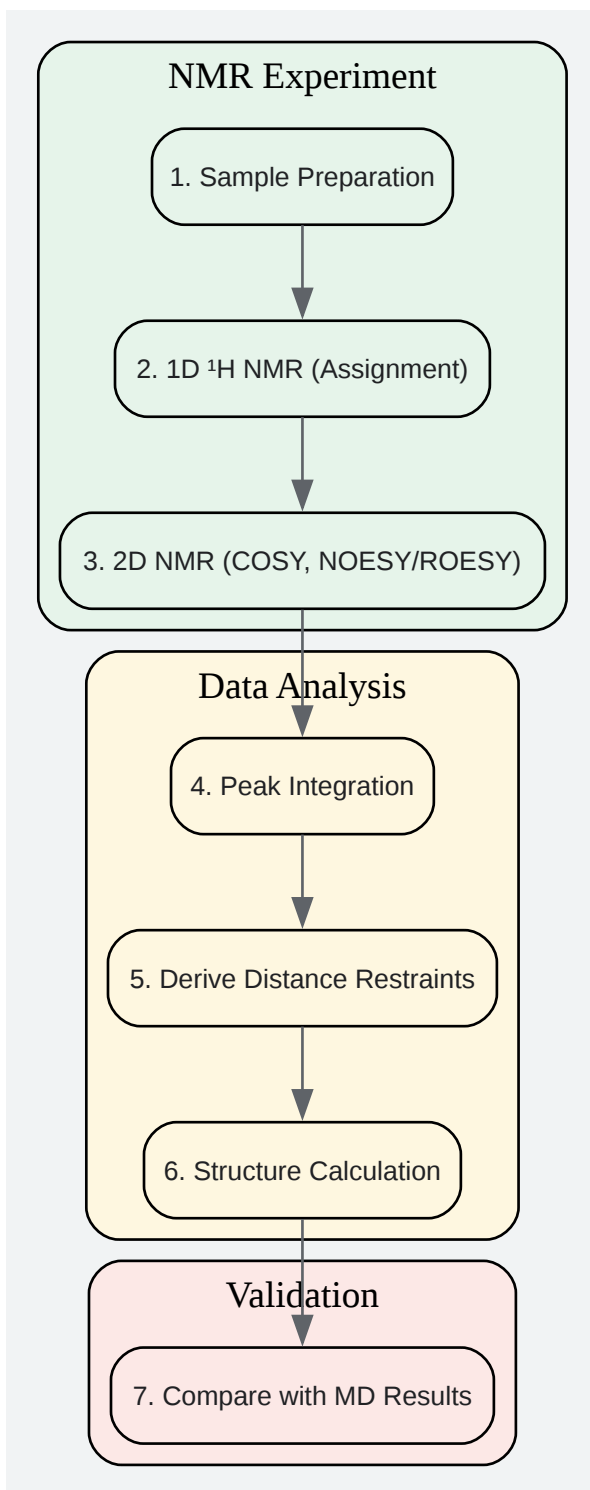 NMR Experiment
1. Sample Preparation
2. 1D ¹H NMR (Assignment)
3. 2D NMR (COSY, NOESY/ROESY)
Data Analysis
4. Peak Integration
5. Derive Distance Restraints
6. Structure Calculation
Validation
7. Compare with MD Results